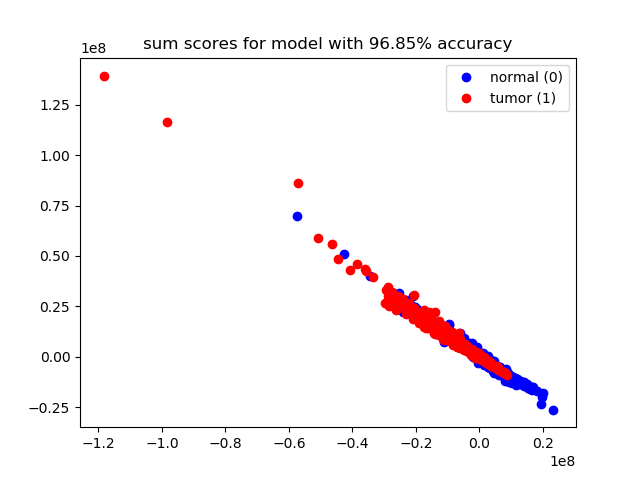 sum scores for model with 96.85% accuracy
1e8
normal (0)
tumor (1)
1.25
1.00
0.75
0.50
0.25
0.00
−0.25
−1.2 −1.0 −0.8 −0.6 −0.4 −0.2 0.0 0.2
1e8